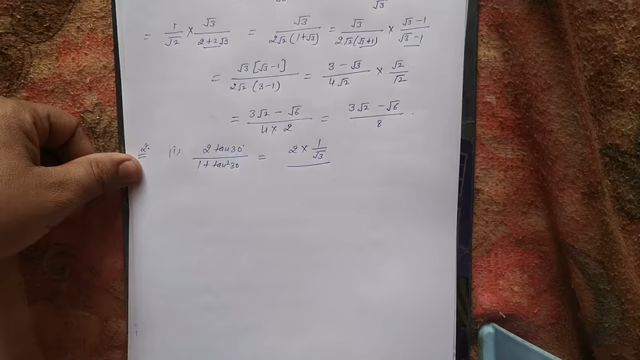 √3
= 1/√2 × √3/(2+2√3) = √3/(2√2(1+√3)) = √3/(2√2(√3+1)) × (√3-1)/(√3-1)
= √3[√3-1]/(2√2(3-1)) = (3-√3)/(4√2) × √2/√2
= (3√2-√6)/(4×2) = (3√2-√6)/8.
2. (i) 2tan30°/(1+tan²30) = 2×1/√3